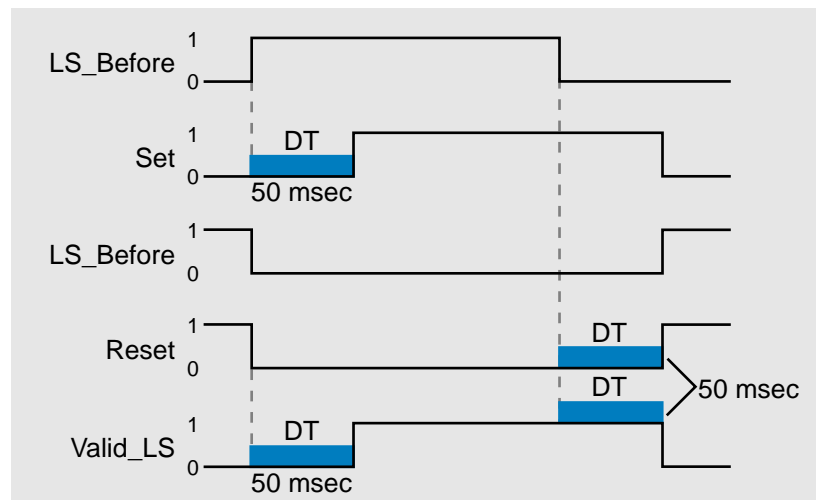 1
LS_Before
0
1
DT
Set
0
50 msec
1
LS_Before
0
1
DT
Reset
0
DT
50 msec
1
DT
Valid_LS
0
50 msec